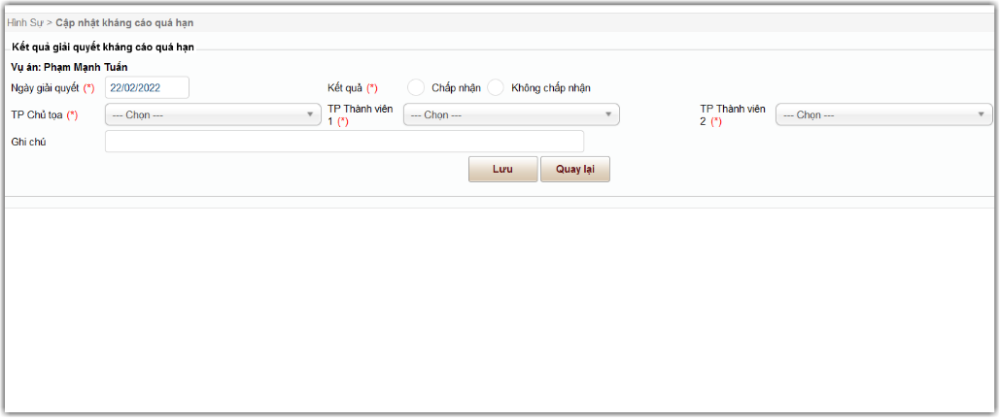 Hình Sự > Cập nhật kháng cáo quá hạn
Kết quả giải quyết kháng cáo quá hạn
Vụ án: Phạm Mạnh Tuấn
Ngày giải quyết (*) 22/02/2022 Kết quả (*) Chấp nhận Không chấp nhận
TP Chủ tọa (*) --- Chọn --- TP Thành viên 1 (*) --- Chọn --- TP Thành viên 2 (*) --- Chọn ---
Ghi chú
Lưu Quay lại